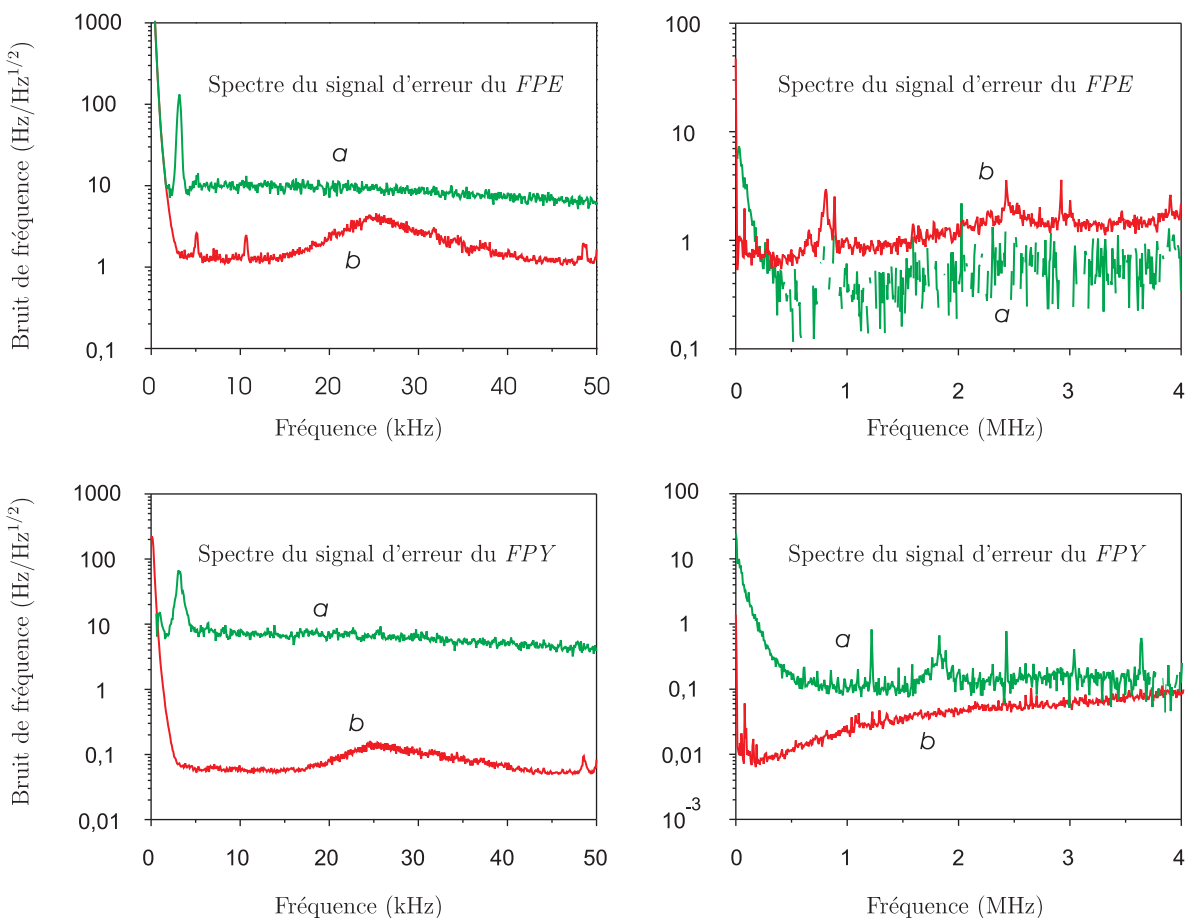 Bruit de fréquence (Hz/Hz1/2)
1000
100
10
1
0,1
Spectre du signal d'erreur du FPE
a
b
0 10 20 30 40 50
Fréquence (kHz)
100
10
1
0,1
Spectre du signal d'erreur du FPE
b
a
0 1 2 3 4
Fréquence (MHz)
Bruit de fréquence (Hz/Hz1/2)
1000
100
10
1
0,1
0,01
Spectre du signal d'erreur du FPY
a
b
0 10 20 30 40 50
Fréquence (kHz)
100
10
1
0,1
0,01
10-3
Spectre du signal d'erreur du FPY
a
b
0 1 2 3 4
Fréquence (MHz)